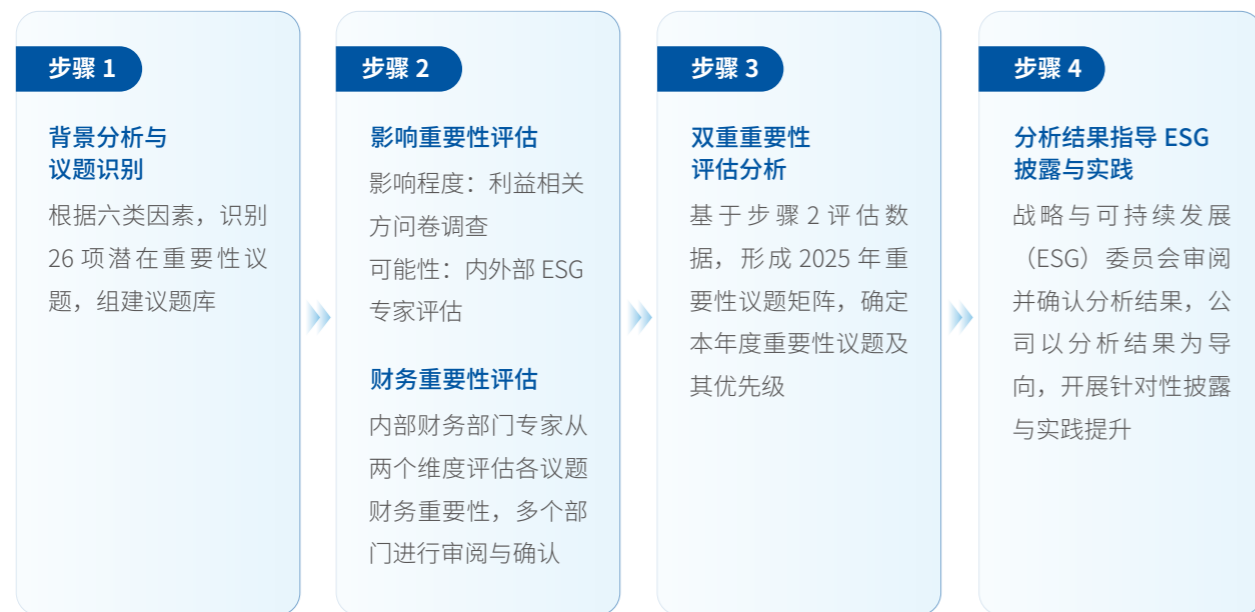 步骤 1
背景分析与
议题识别
根据六类因素，识别
26 项潜在重要性议
题，组建议题库
步骤 2
影响重要性评估
影响程度：利益相关
方问卷调查
可能性：内外部 ESG
专家评估
财务重要性评估
内部财务部门专家从
两个维度评估各议题
财务重要性，多个部
门进行审阅与确认
步骤 3
双重重要性
评估分析
基于步骤 2 评估数
据，形成 2025 年重
要性议题矩阵，确定
本年度重要性议题及
其优先级
步骤 4
分析结果指导 ESG
披露与实践
战略与可持续发展
（ESG）委员会审阅
并确认分析结果，公
司以分析结果为导
向，开展针对性披露
与实践提升